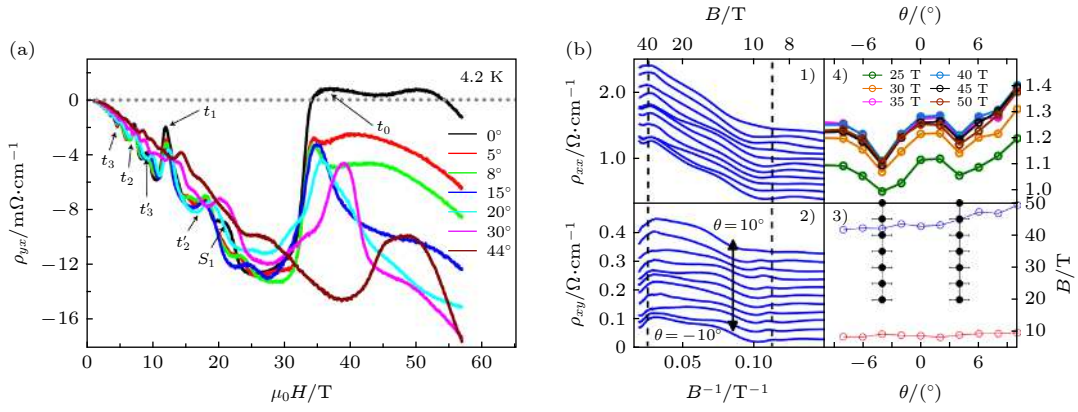 (a)
4.2 K
0
−4
−8
−12
−16
ρyx/mΩ·cm−1
0
10
20
30
40
50
60
μ0H/T
t3
t2
t′3
t1
t′2
S1
t0
0°
5°
8°
15°
20°
30°
44°
(b)
B/T
40
20
8
θ/(°)
−6
0
6
1)
2.0
1.0
ρxx/Ω·cm−1
4)
25 T
30 T
35 T
40 T
45 T
50 T
1.4
1.3
1.2
1.1
1.0
2)
θ=10°
θ=−10°
0.4
0.3
0.2
0.1
0
ρxy/Ω·cm−1
0.05
0.10
B−1/T−1
3)
50
40
30
20
10
B/T
−6
0
6
θ/(°)